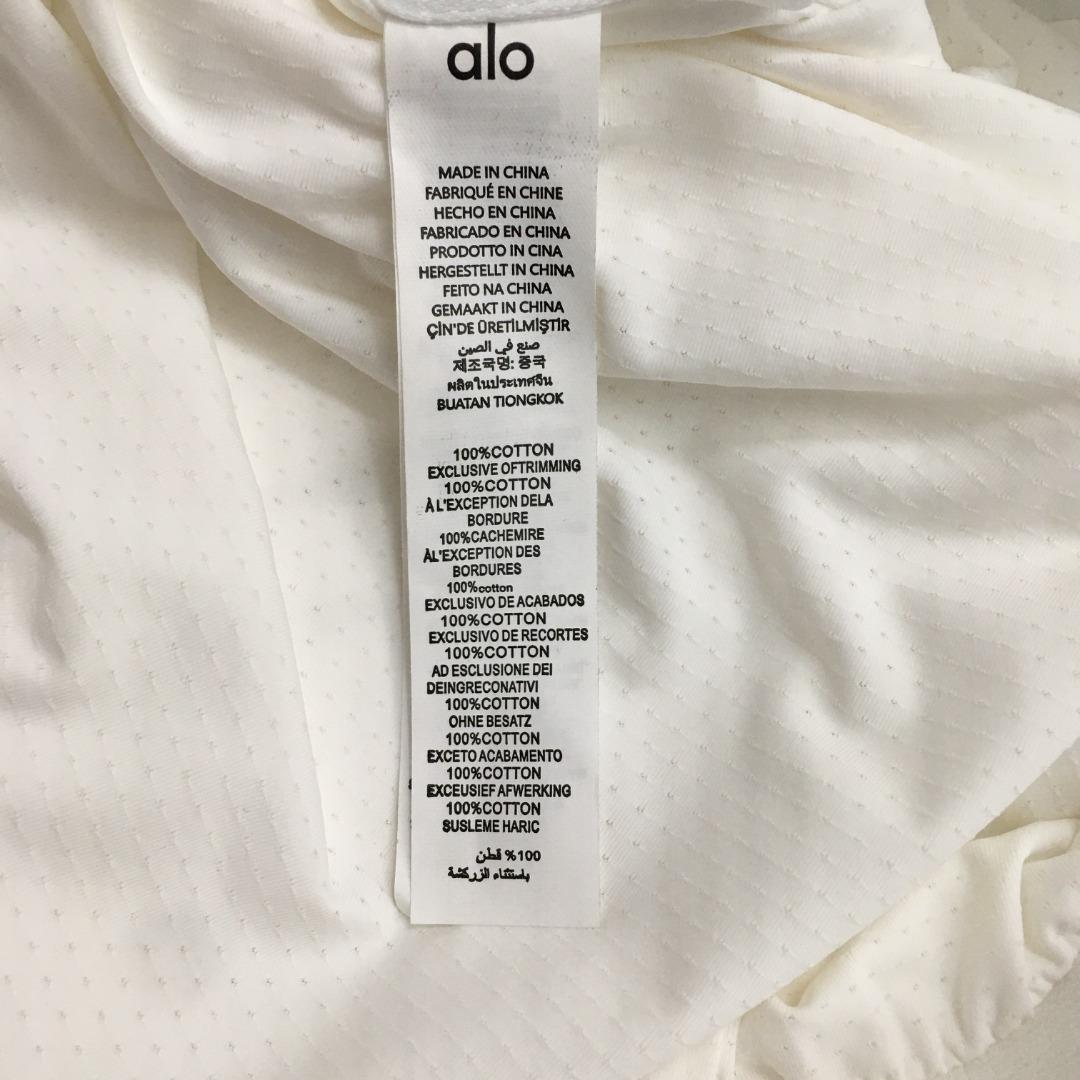 alo
MADE IN CHINA
FABRIQUÉ EN CHINE
HECHO EN CHINA
FABRICADO EN CHINA
PRODOTTO IN CINA
HERGESTELLT IN CHINA
FEITO NA CHINA
GEMAAKT IN CHINA
ÇİN'DE ÜRETİLMİŞTİR
صنع في الصين
제조국명: 중국
ผลิตในประเทศจีน
BUATAN TIONGKOK
100%COTTON
EXCLUSIVE OFTRIMMING
100%COTTON
À L'EXCEPTION DELA
BORDURE
100%CACHEMIRE
ÀL'EXCEPTION DES
BORDURES
100%cotton
EXCLUSIVO DE ACABADOS
100%COTTON
EXCLUSIVO DE RECORTES
100%COTTON
AD ESCLUSIONE DEI
DEINGRECONATIVI
100%COTTON
OHNE BESATZ
100%COTTON
EXCETO ACABAMENTO
100%COTTON
EXCEUSIEF AFWERKING
100%COTTON
SUSLEME HARIC
100% قطن
باستثناء الزركشة